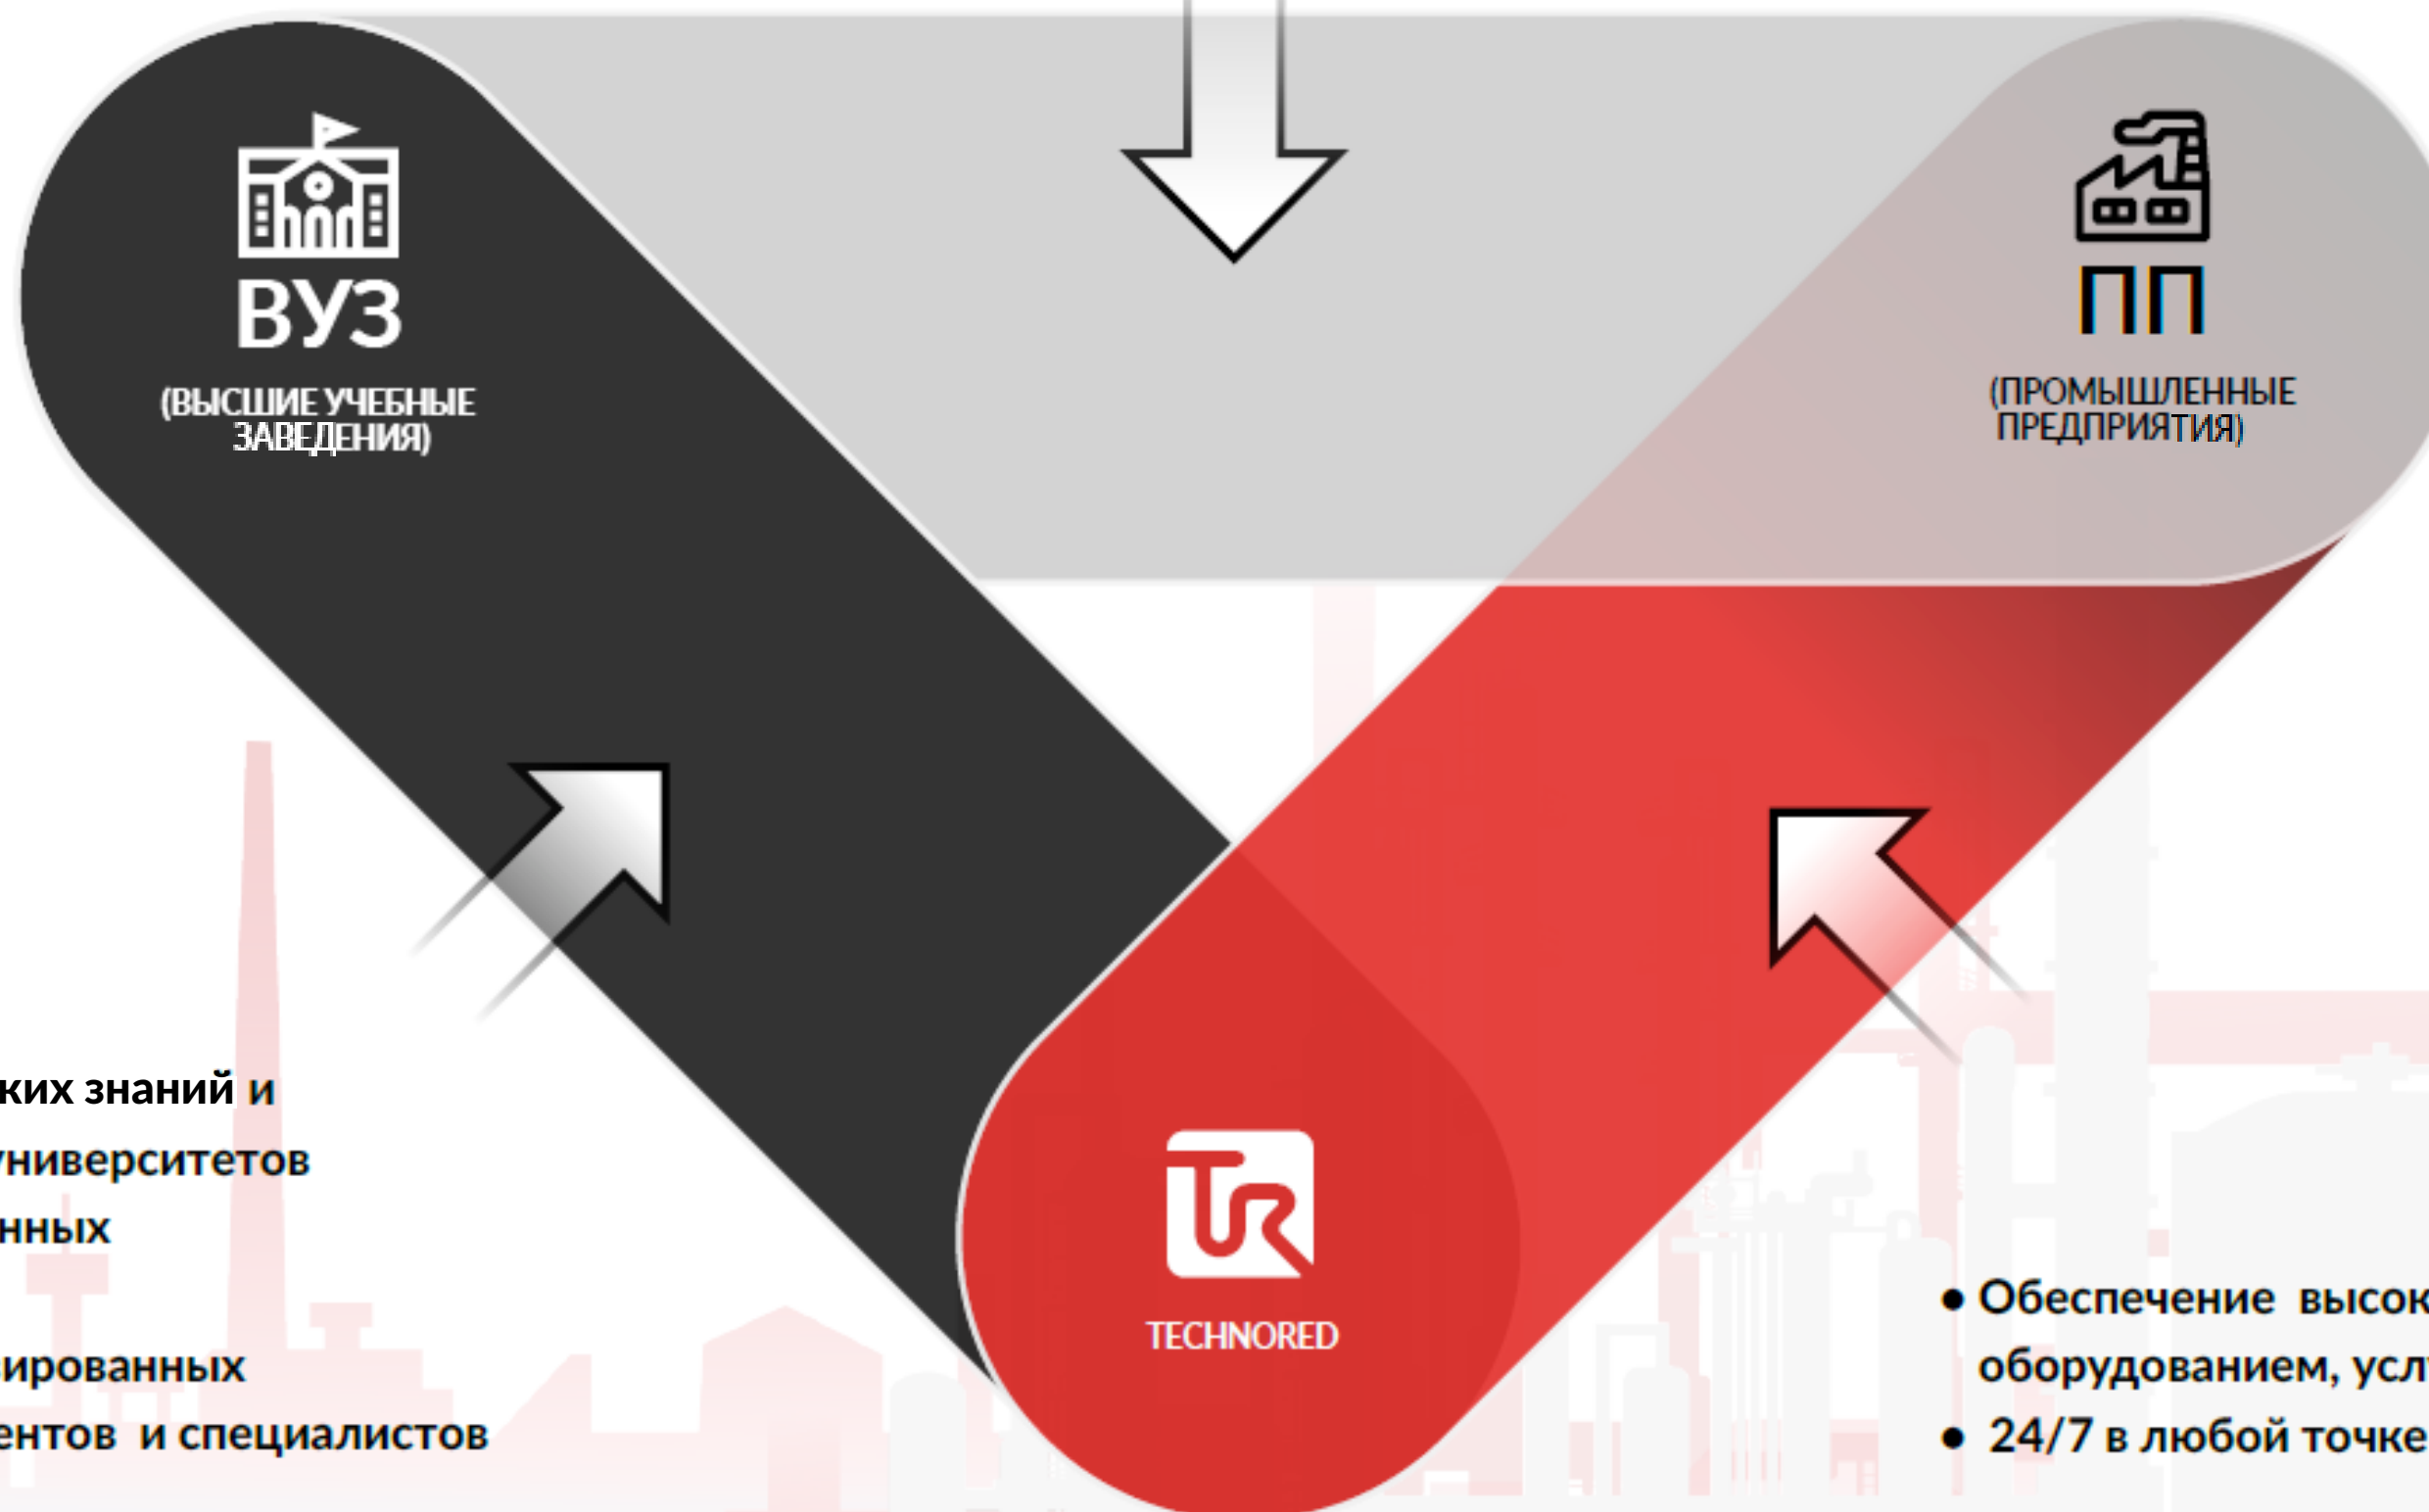 ВУЗ
(ВЫСШИЕ УЧЕБНЫЕ
ЗАВЕДЕНИЯ)
ПП
(ПРОМЫШЛЕННЫЕ
ПРЕДПРИЯТИЯ)
TR
TECHNORED
ких знаний и
университетов
нных
ированных
ентов и специалистов
● Обеспечение высок
оборудованием, усл
● 24/7 в любой точке